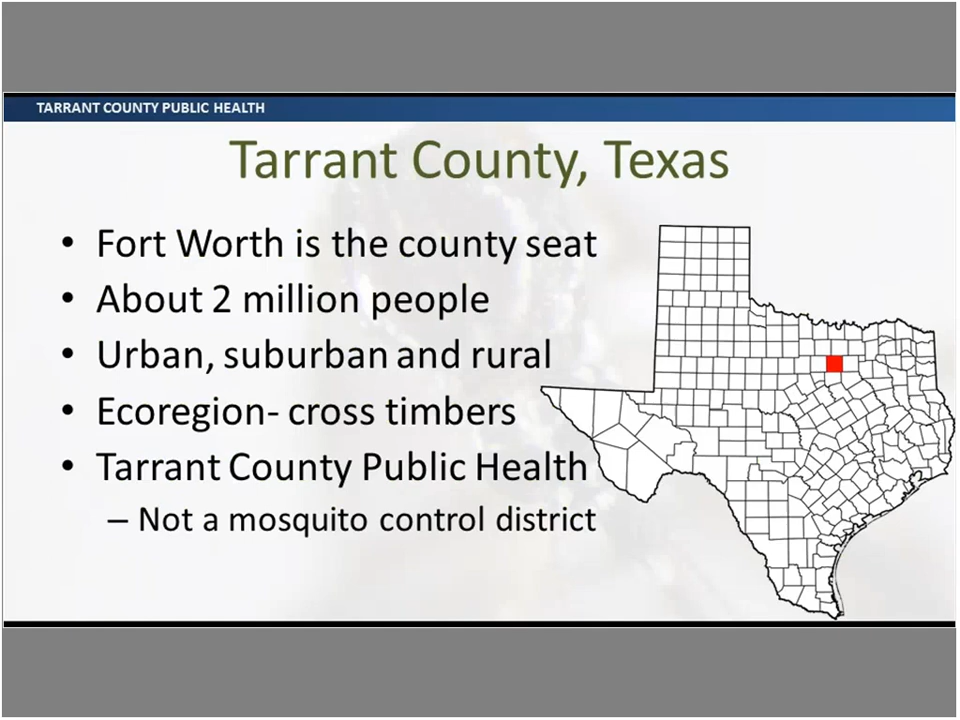 TARRANT COUNTY PUBLIC HEALTH
Tarrant County, Texas
• Fort Worth is the county seat
• About 2 million people
• Urban, suburban and rural
• Ecoregion- cross timbers
• Tarrant County Public Health
– Not a mosquito control district